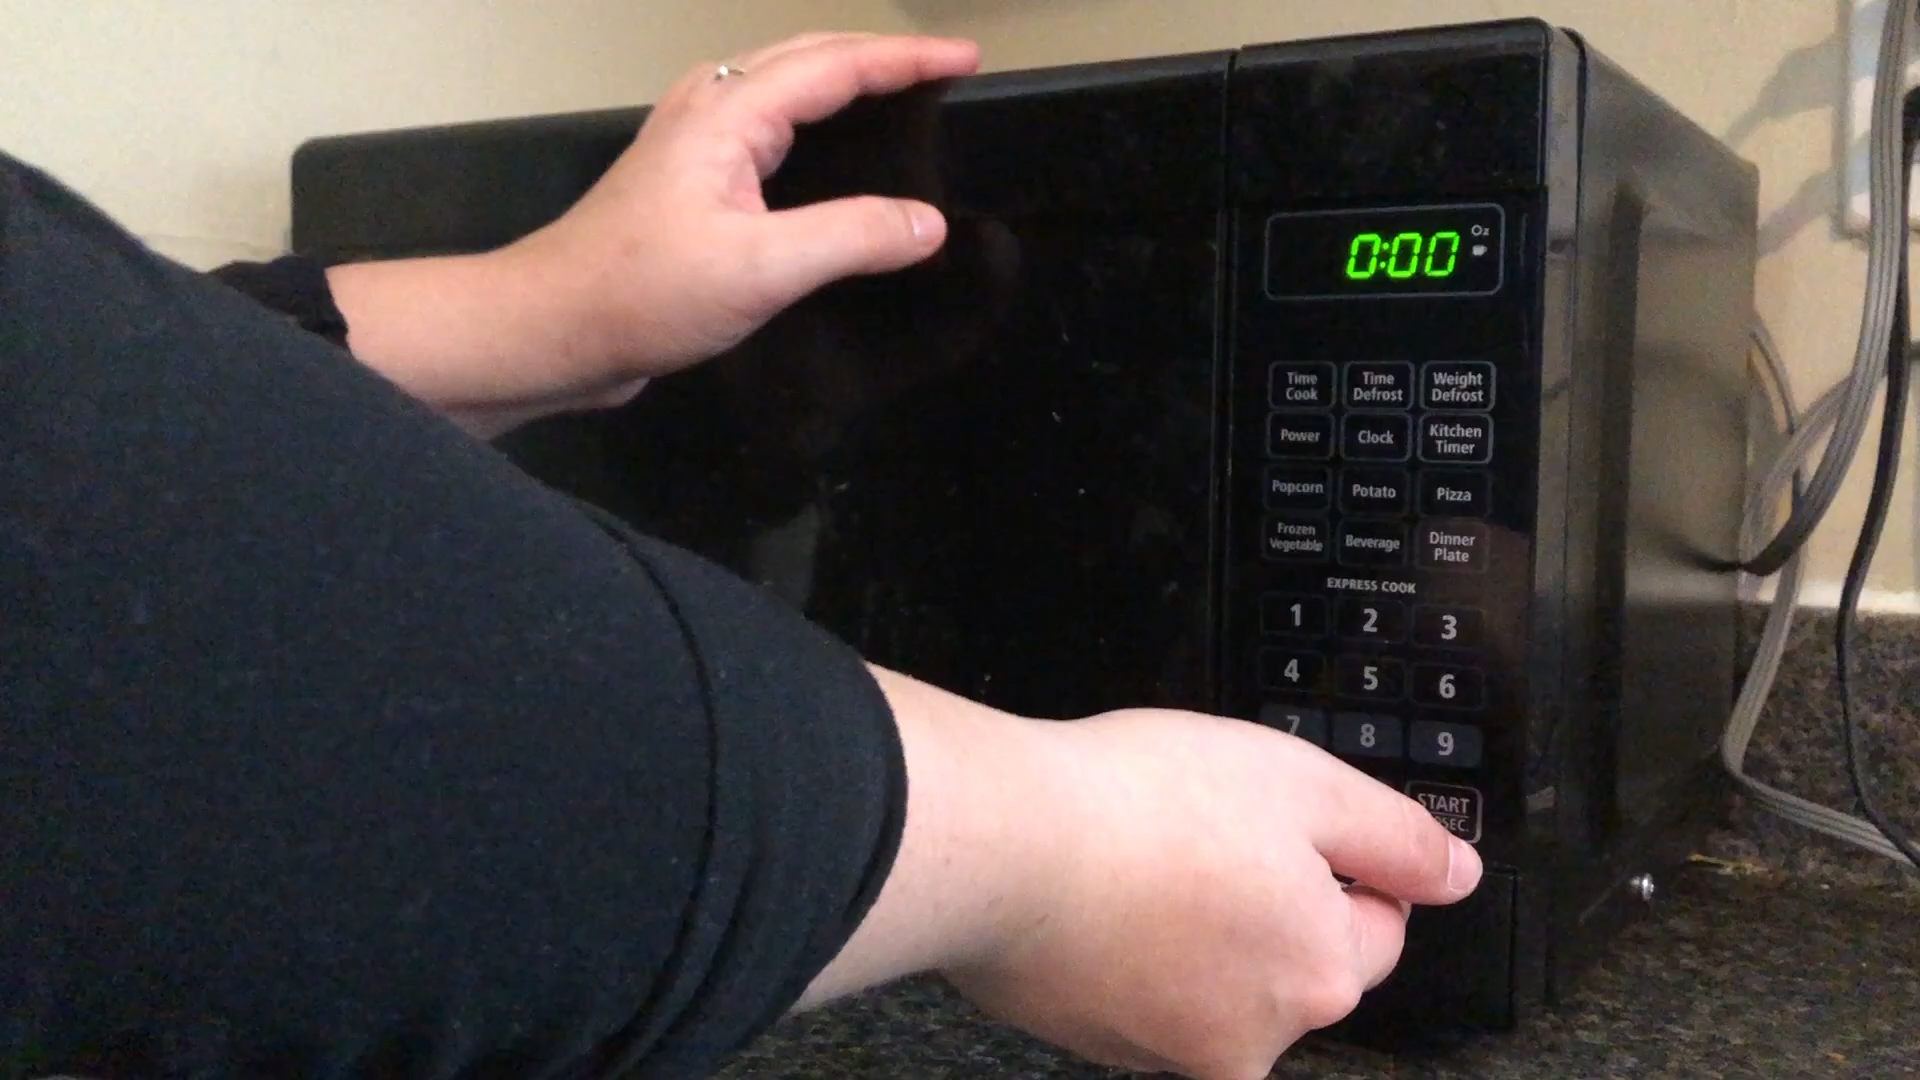 0:00
Oz
Time Cook
Time Defrost
Weight Defrost
Power
Clock
Kitchen Timer
Popcorn
Potato
Pizza
Frozen Vegetable
Beverage
Dinner Plate
EXPRESS COOK
1 2 3
4 5 6
7 8 9
START
SEC.